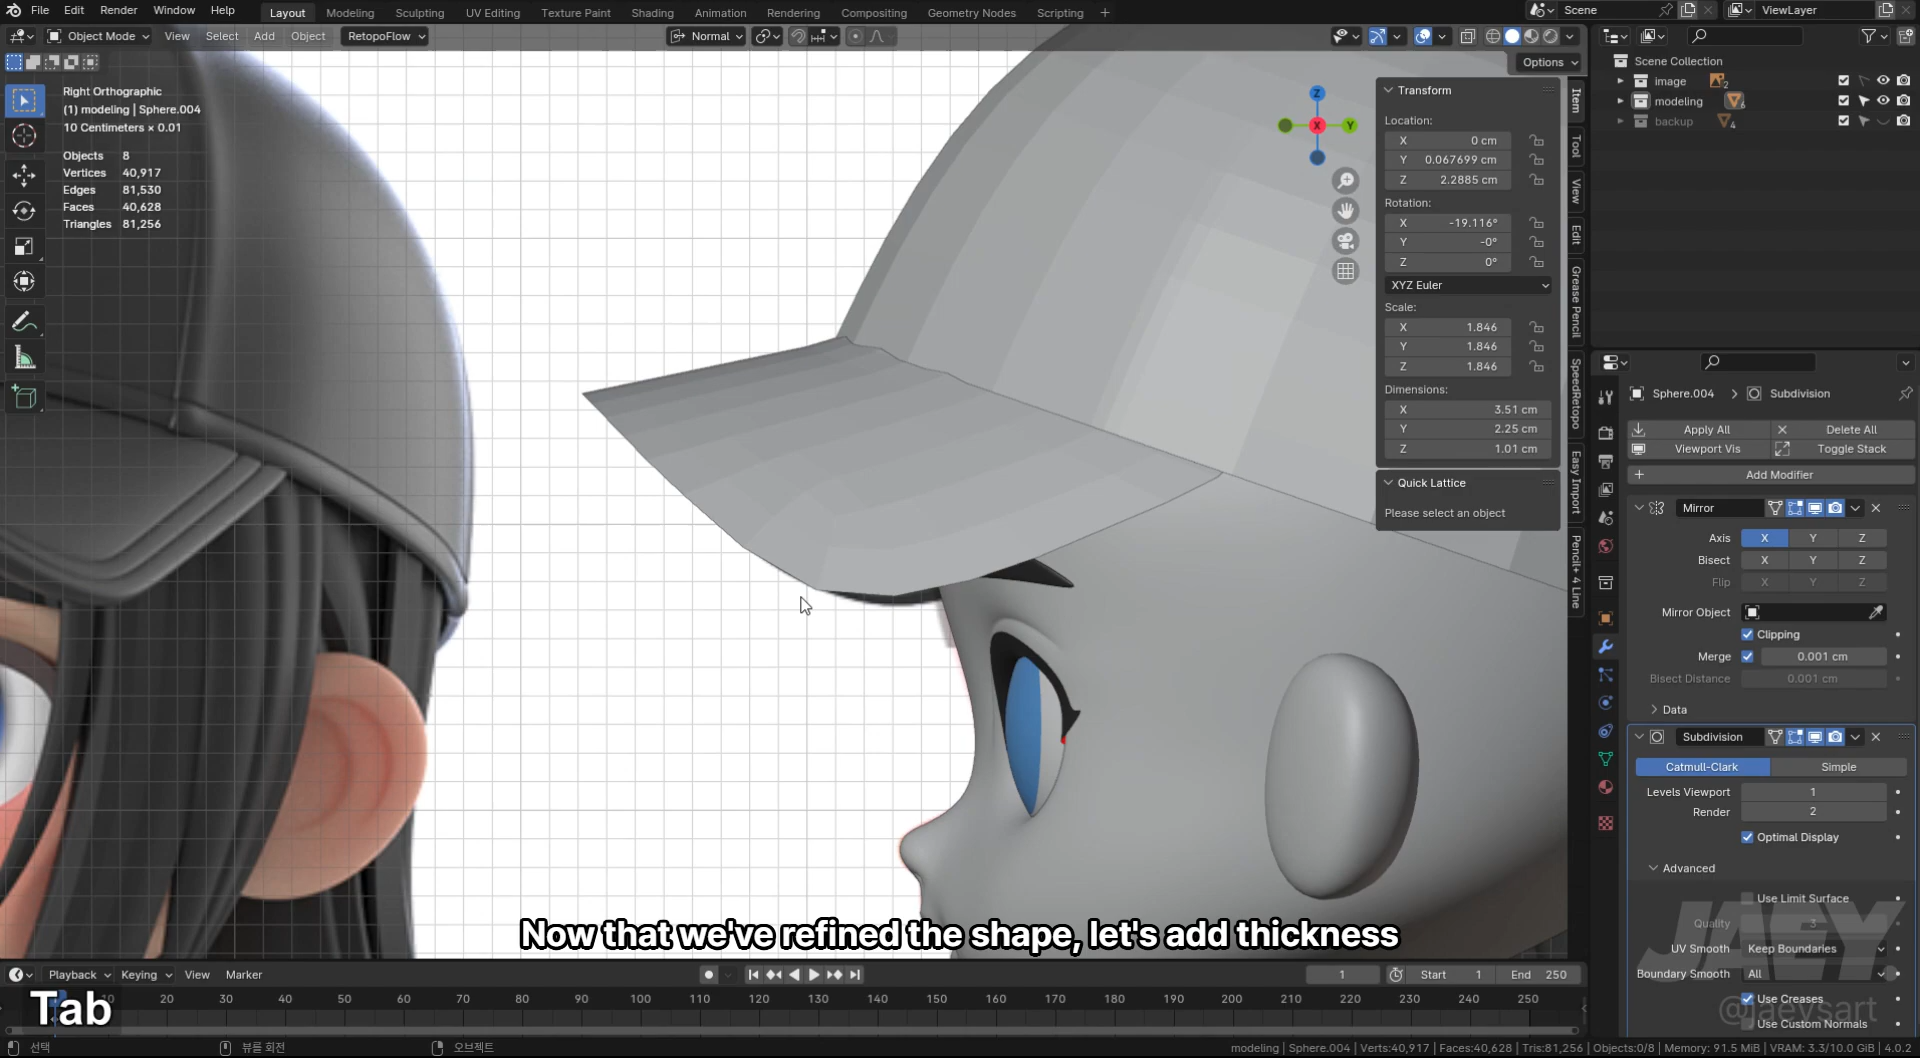 File Edit Render Window Help Layout Modeling Sculpting UV Editing Texture Paint Shading Animation Rendering Compositing Geometry Nodes Scripting + Scene ViewLayer
Object Mode View Select Add Object RetopoFlow Normal
Options
Right Orthographic
(1) modeling | Sphere.004
10 Centimeters × 0.01
Objects 8
Vertices 40,917
Edges 81,530
Faces 40,628
Triangles 81,256
Z
X
Y
Transform
Location:
X 0 cm
Y 0.067699 cm
Z 2.2885 cm
Rotation:
X -19.116°
Y -0°
Z 0°
XYZ Euler
Scale:
X 1.846
Y 1.846
Z 1.846
Dimensions:
X 3.51 cm
Y 2.25 cm
Z 1.01 cm
Quick Lattice
Please select an object
Item
Tool
View
Edit
Grease Pencil
SpeedRetopo
Easy Import
Pencil+ 4 Line
Scene Collection
image 2
modeling 6
backup 4
Sphere.004 Subdivision
Apply All Delete All
Viewport Vis Toggle Stack
Add Modifier
Mirror
Axis X Y Z
Bisect X Y Z
Flip X Y Z
Mirror Object
Clipping
Merge 0.001 cm
Bisect Distance 0.001 cm
Data
Subdivision
Catmull-Clark Simple
Levels Viewport 1
Render 2
Optimal Display
Advanced
Use Limit Surface
Quality 3
UV Smooth Keep Boundaries
Boundary Smooth All
Use Creases
Use Custom Normals
JAEY
@jaeysart
Now that we've refined the shape, let's add thickness
Playback Keying View Marker 1 Start 1 End 250
10 20 30 40 50 60 70 80 90 100 110 120 130 140 150 160 170 180 190 200 210 220 230 240 250
Tab
선택 뷰를 회전 오브젝트
modeling | Sphere.004 | Verts:40,917 | Faces:40,628 | Tris:81,256 | Objects:0/8 | Memory: 91.5 MiB | VRAM: 3.3/10.0 GiB | 4.0.2